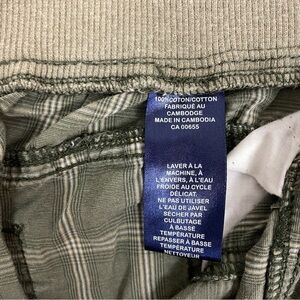 100%COTON/COTTON
FABRIQUÉ AU
CAMBODGE
MADE IN CAMBODIA
CA 00655
LAVER À LA
MACHINE, À
L'ENVERS, À L'EAU
FROIDE AU CYCLE
DÉLICAT.
NE PAS UTILISER
L'EAU DE JAVEL
SÉCHER PAR
CULBUTAGE
À BASSE
TEMPÉRATURE
REPASSER À BASSE
TEMPÉRATURE
NETTOYEUR